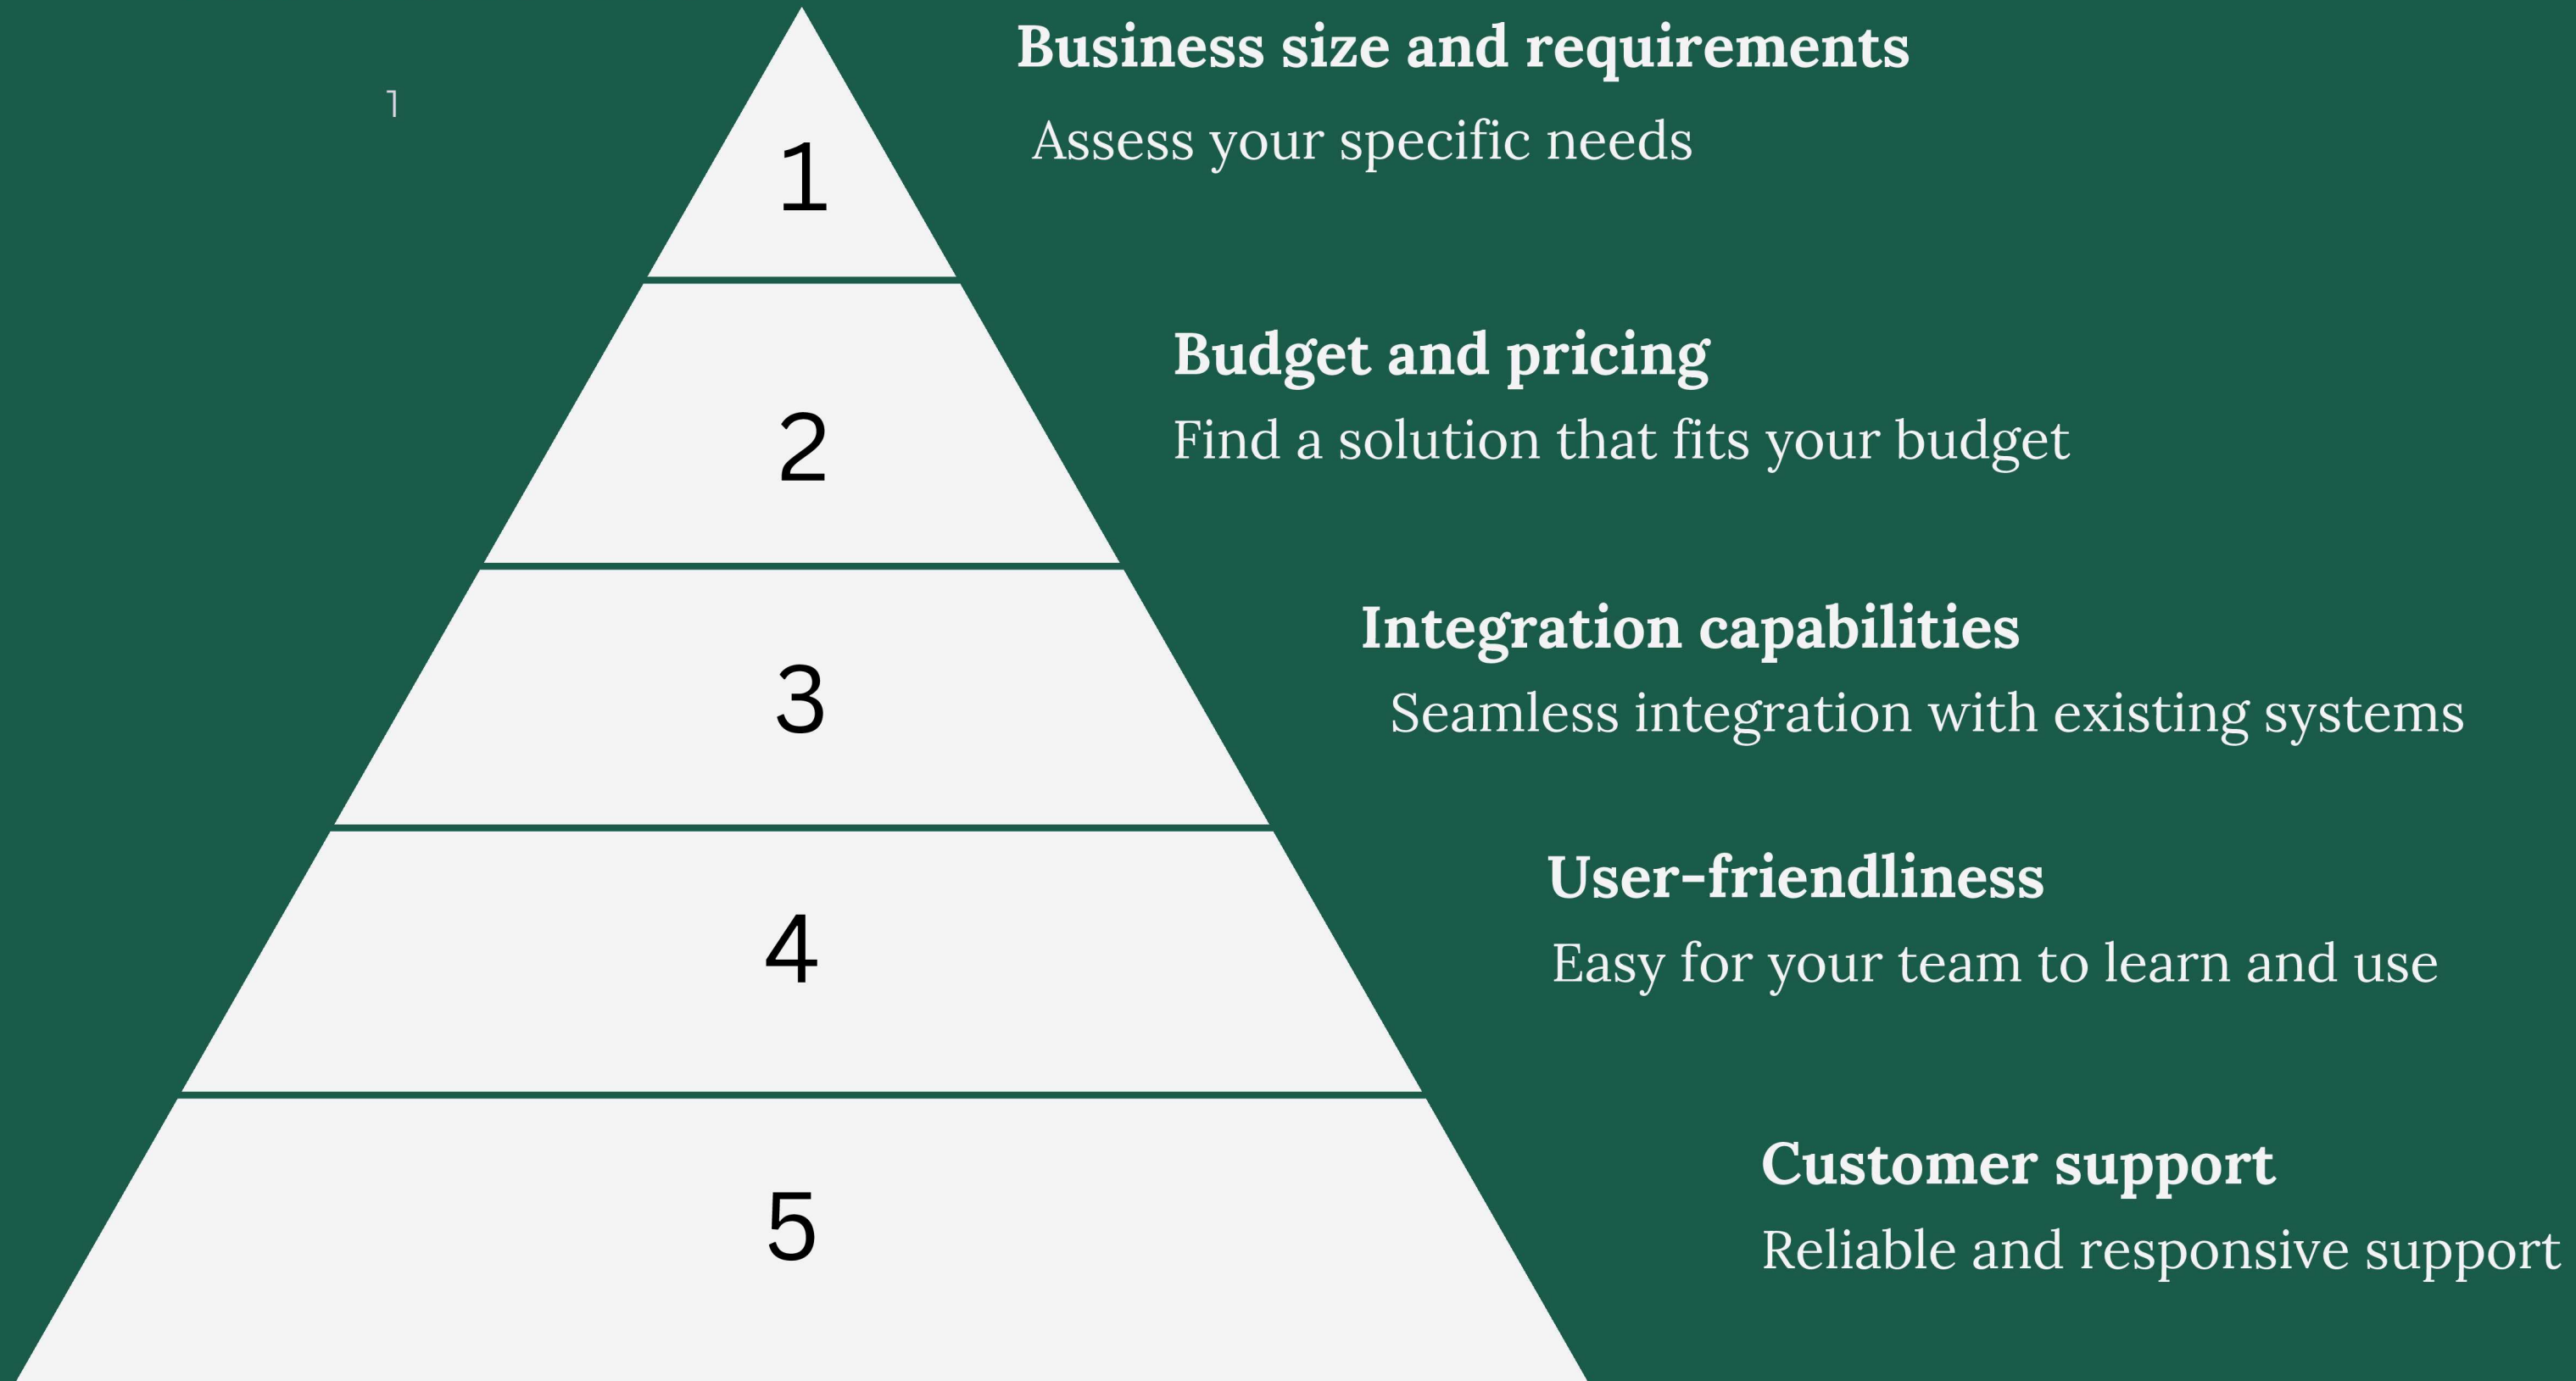 Business size and requirements
1
Assess your specific needs
1
Budget and pricing
Find a solution that fits your budget
2
Integration capabilities
Seamless integration with existing systems
3
User-friendliness
Easy for your team to learn and use
4
Customer support
Reliable and responsive support
5